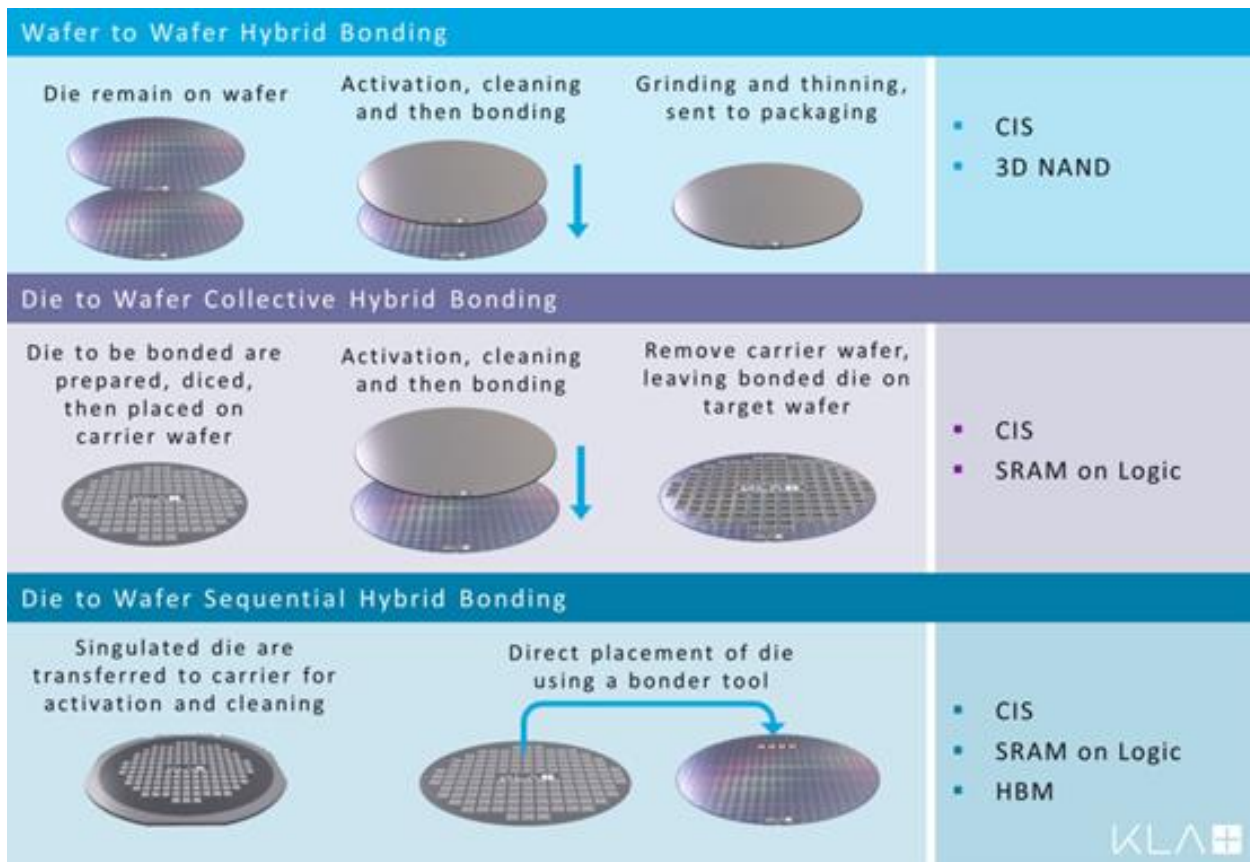 Wafer to Wafer Hybrid Bonding
Die remain on wafer
Activation, cleaning
and then bonding
Grinding and thinning,
sent to packaging
▪ CIS
▪ 3D NAND
Die to Wafer Collective Hybrid Bonding
Die to be bonded are
prepared, diced,
then placed on
carrier wafer
Activation, cleaning
and then bonding
Remove carrier wafer,
leaving bonded die on
target wafer
▪ CIS
▪ SRAM on Logic
Die to Wafer Sequential Hybrid Bonding
Singulated die are
transferred to carrier for
activation and cleaning
Direct placement of die
using a bonder tool
▪ CIS
▪ SRAM on Logic
▪ HBM
KLA